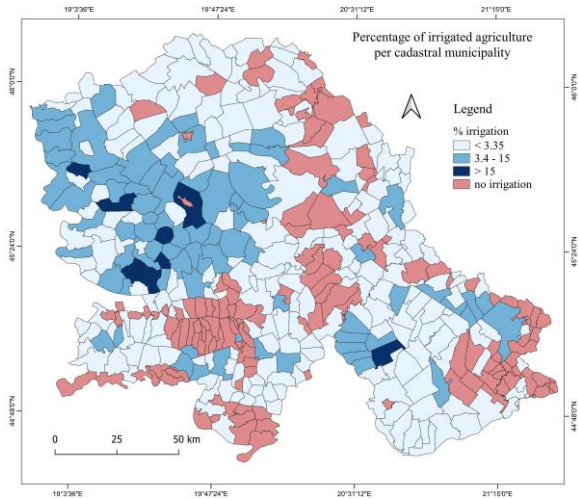 19°3'36"E 19°47'24"E 20°31'12"E 21°15'0"E
Percentage of irrigated agriculture
per cadastral municipality
46°0'0"N 46°0'0"N
Legend
% irrigation
< 3.35
3.4 - 15
> 15
no irrigation
45°24'0"N 45°24'0"N
44°48'0"N 44°48'0"N
0 25 50 km
19°3'36"E 19°47'24"E 20°31'12"E 21°15'0"E